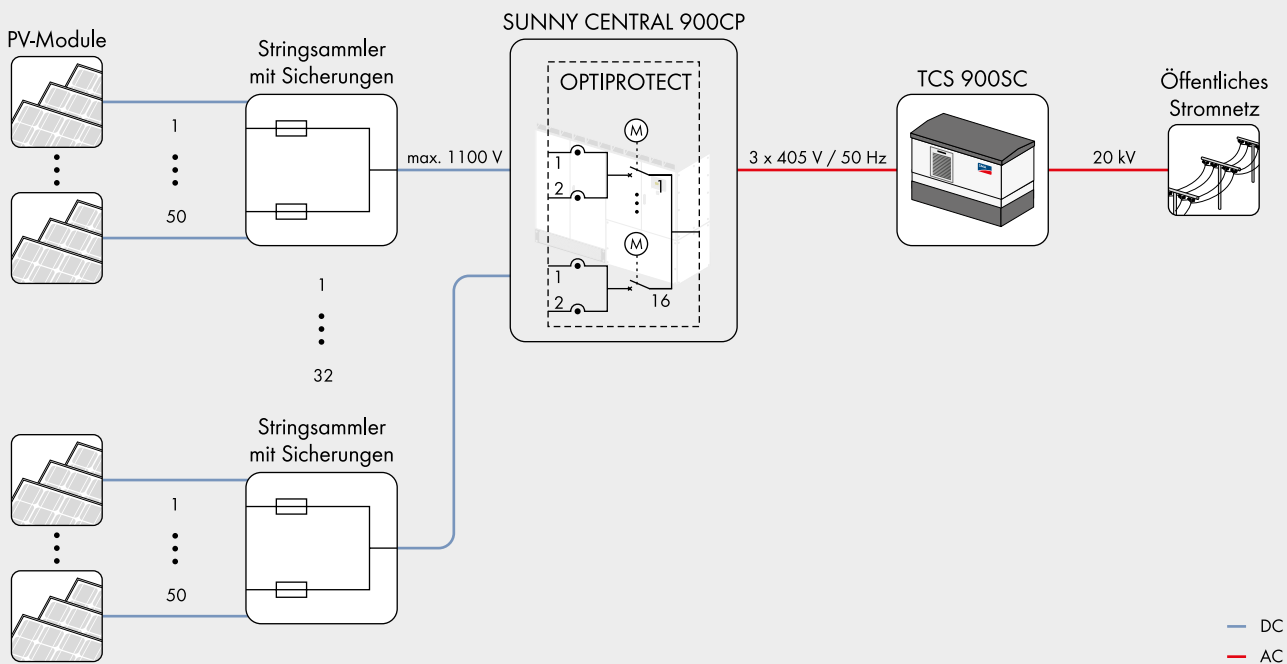 SUNNY CENTRAL 900CP
PV-Module
Stringsammler
mit Sicherungen
OPTIPROTECT
TCS 900SC
Öffentliches
Stromnetz
1
50
max. 1100 V
M
1
2
1
M
1
2
16
3 x 405 V / 50 Hz
20 kV
1
32
Stringsammler
mit Sicherungen
1
50
DC
AC